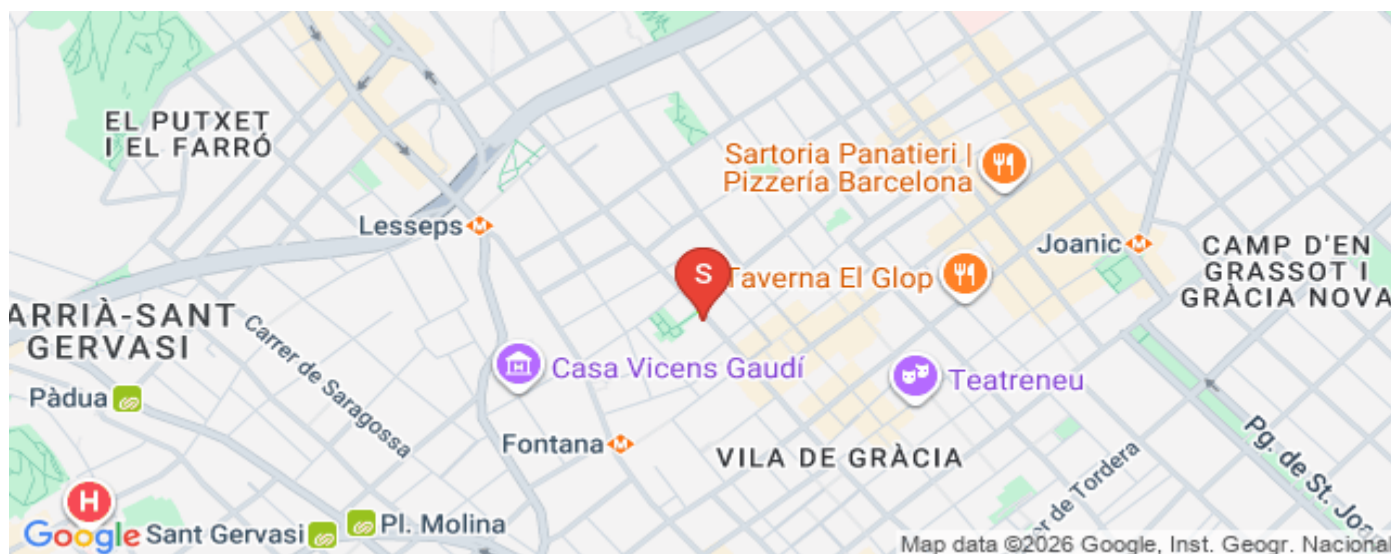 EL PUTXET
I EL FARRÓ
Sartoria Panatieri |
Pizzería Barcelona
Lesseps
M
Joanic
M
CAMP D'EN
GRASSOT I
GRÀCIA NOVA
S
Taverna El Glop
ARRIÀ-SANT
GERVASI
Carrer de Saragossa
Casa Vicens Gaudí
Teatreneu
Pàdua
Fontana
M
VILA DE GRÀCIA
Pg. de St. Joa
er de Tordera
H
Google
Sant Gervasi
Pl. Molina
Map data ©2026 Google, Inst. Geogr. Nacional